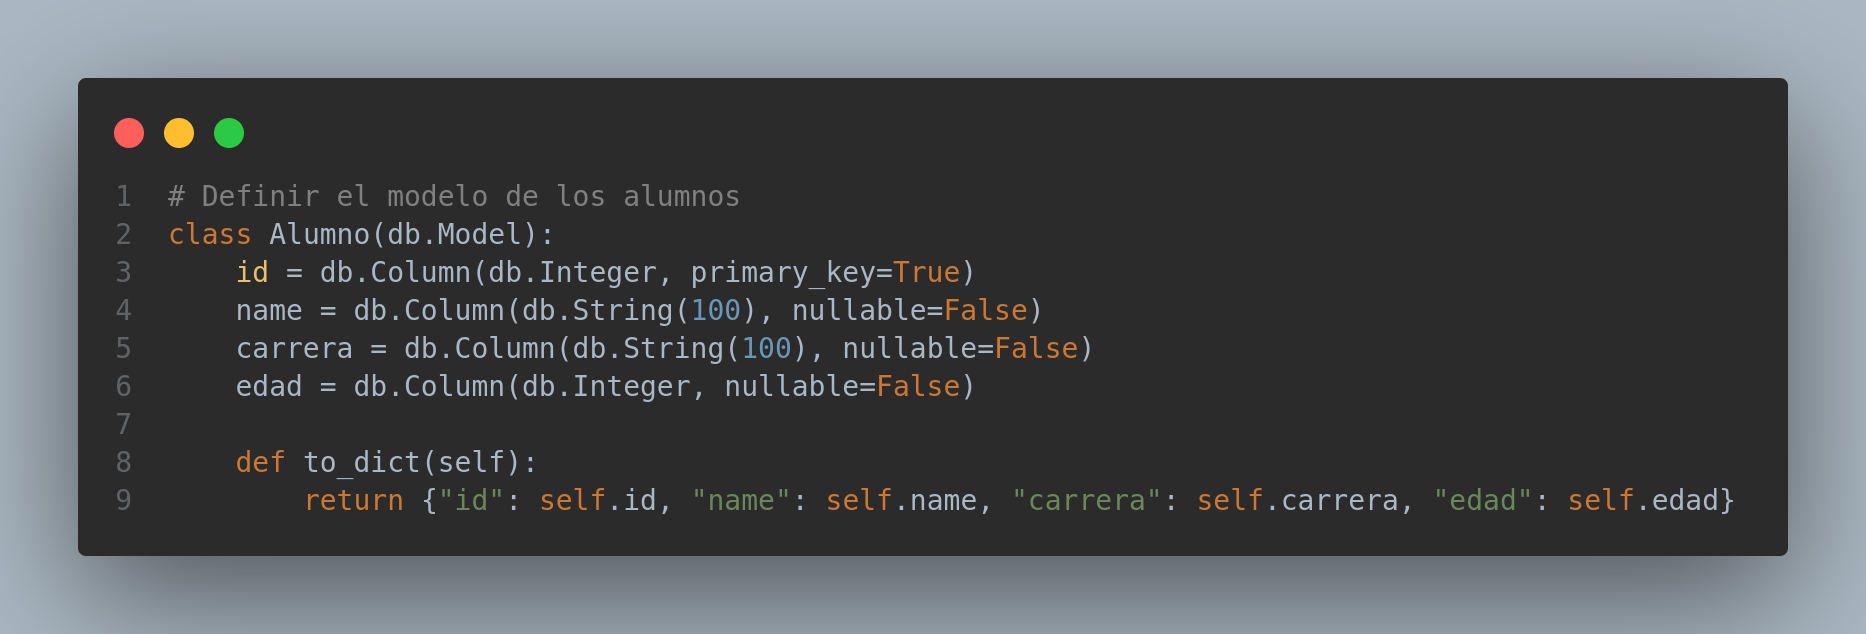 1 # Definir el modelo de los alumnos
2 class Alumno(db.Model):
3     id = db.Column(db.Integer, primary_key=True)
4     name = db.Column(db.String(100), nullable=False)
5     carrera = db.Column(db.String(100), nullable=False)
6     edad = db.Column(db.Integer, nullable=False)
7
8     def to_dict(self):
9         return {"id": self.id, "name": self.name, "carrera": self.carrera, "edad": self.edad}